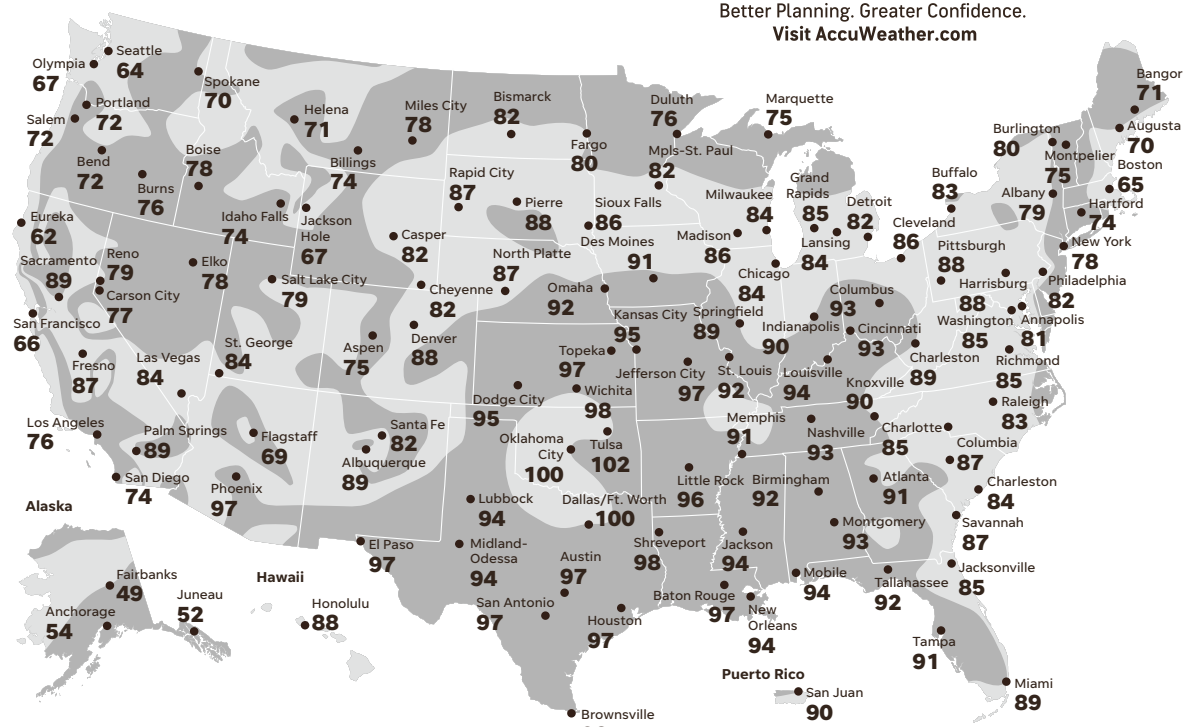 Better Planning. Greater Confidence.
Visit AccuWeather.com
Seattle
64
Olympia
67
Spokane
70
Portland
72
Salem
72
Bend
72
Burns
76
Boise
78
Helena
71
Billings
74
Miles City
78
Bismarck
82
Fargo
80
Duluth
76
Mpls-St. Paul
82
Marquette
75
Bangor
71
Augusta
70
Burlington
80
Montpelier
75
Boston
65
Albany
79
Hartford
74
Buffalo
83
New York
78
Eureka
62
Idaho Falls
74
Jackson
Hole
67
Casper
82
Rapid City
87
Pierre
88
Sioux Falls
86
Milwaukee
84
Madison
86
Grand
Rapids
85
Lansing
84
Detroit
82
Cleveland
86
Pittsburgh
88
Harrisburg
88
Philadelphia
82
Sacramento
89
Reno
79
Carson City
77
Elko
78
Salt Lake City
79
Cheyenne
82
North Platte
87
Des Moines
91
Omaha
92
Chicago
84
Columbus
93
Washington
85
Annapolis
81
San Francisco
66
Fresno
87
Las Vegas
84
St. George
84
Aspen
75
Denver
88
Kansas City
95
Topeka
97
Springfield
89
Indianapolis
90
Cincinnati
93
Charleston
89
Richmond
85
Jefferson City
97
St. Louis
92
Louisville
94
Knoxville
90
Raleigh
83
Dodge City
95
Wichita
98
Los Angeles
76
Palm Springs
89
Flagstaff
69
Santa Fe
82
Albuquerque
89
Oklahoma
City
100
Tulsa
102
Memphis
91
Nashville
93
Charlotte
85
Columbia
87
San Diego
74
Phoenix
97
Lubbock
94
Dallas/Ft. Worth
100
Little Rock
96
Birmingham
92
Atlanta
91
Charleston
84
Savannah
87
Alaska
El Paso
97
Midland-
Odessa
94
Austin
97
Shreveport
98
Jackson
94
Montgomery
93
Jacksonville
85
Fairbanks
49
Anchorage
54
Juneau
52
Hawaii
Honolulu
88
San Antonio
97
Houston
97
Baton Rouge
97
New
Orleans
94
Mobile
94
Tallahassee
92
Tampa
91
Miami
89
Puerto Rico
San Juan
90
Brownsville